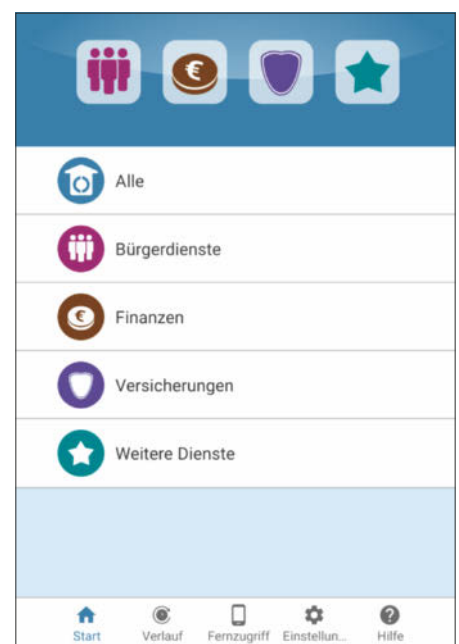 Alle
Bürgerdienste
Finanzen
Versicherungen
Weitere Dienste
Start Verlauf Fernzugriff Einstellun... Hilfe